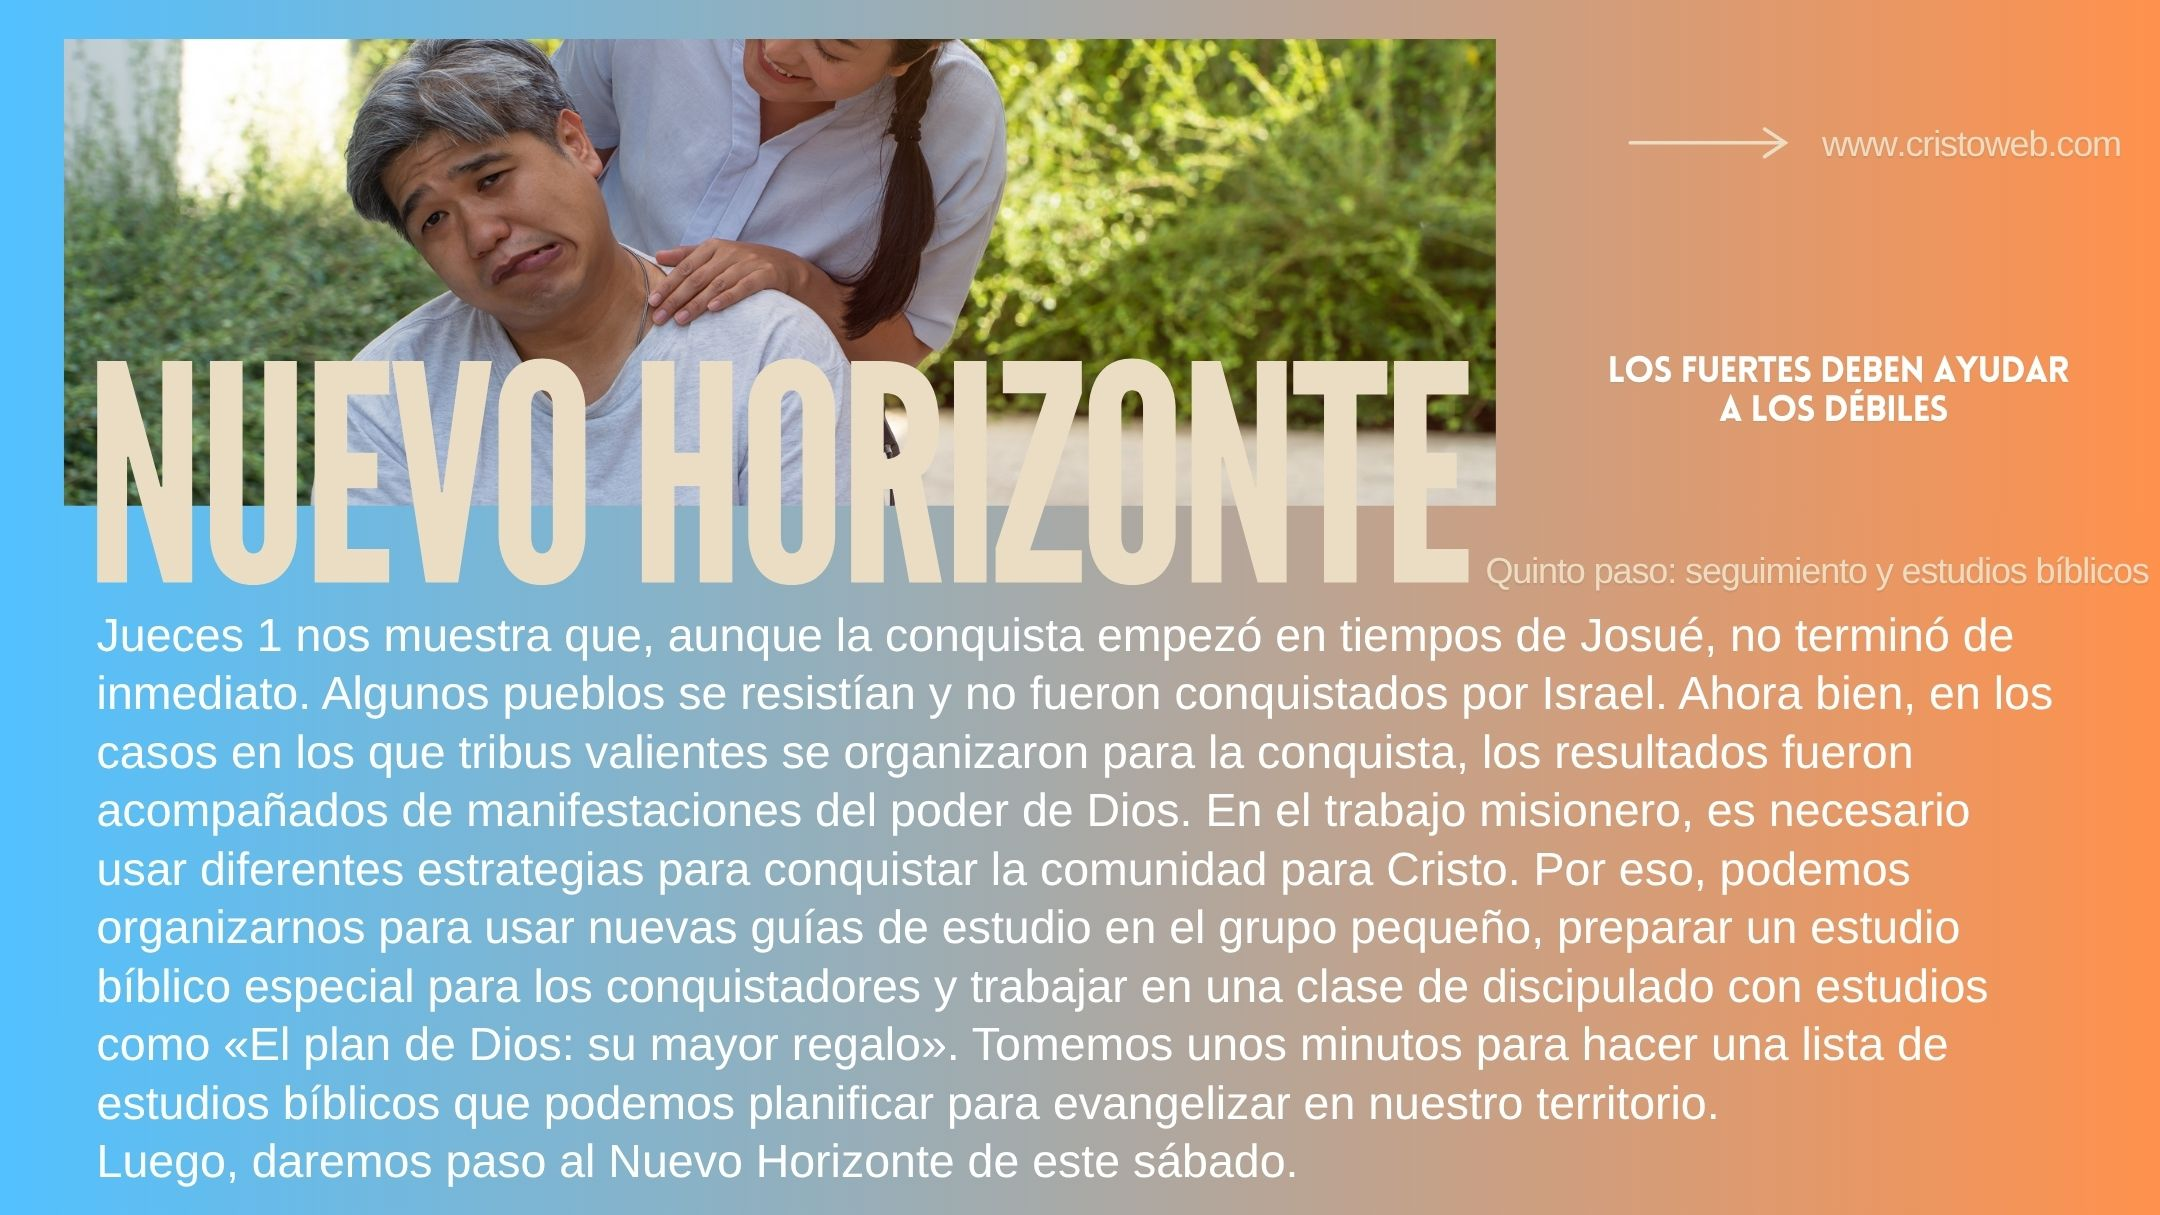 www.cristoweb.com
LOS FUERTES DEBEN AYUDAR
A LOS DÉBILES
NUEVO HORIZONTE
Quinto paso: seguimiento y estudios bíblicos
Jueces 1 nos muestra que, aunque la conquista empezó en tiempos de Josué, no terminó de
inmediato. Algunos pueblos se resistían y no fueron conquistados por Israel. Ahora bien, en los
casos en los que tribus valientes se organizaron para la conquista, los resultados fueron
acompañados de manifestaciones del poder de Dios. En el trabajo misionero, es necesario
usar diferentes estrategias para conquistar la comunidad para Cristo. Por eso, podemos
organizarnos para usar nuevas guías de estudio en el grupo pequeño, preparar un estudio
bíblico especial para los conquistadores y trabajar en una clase de discipulado con estudios
como «El plan de Dios: su mayor regalo». Tomemos unos minutos para hacer una lista de
estudios bíblicos que podemos planificar para evangelizar en nuestro territorio.
Luego, daremos paso al Nuevo Horizonte de este sábado.